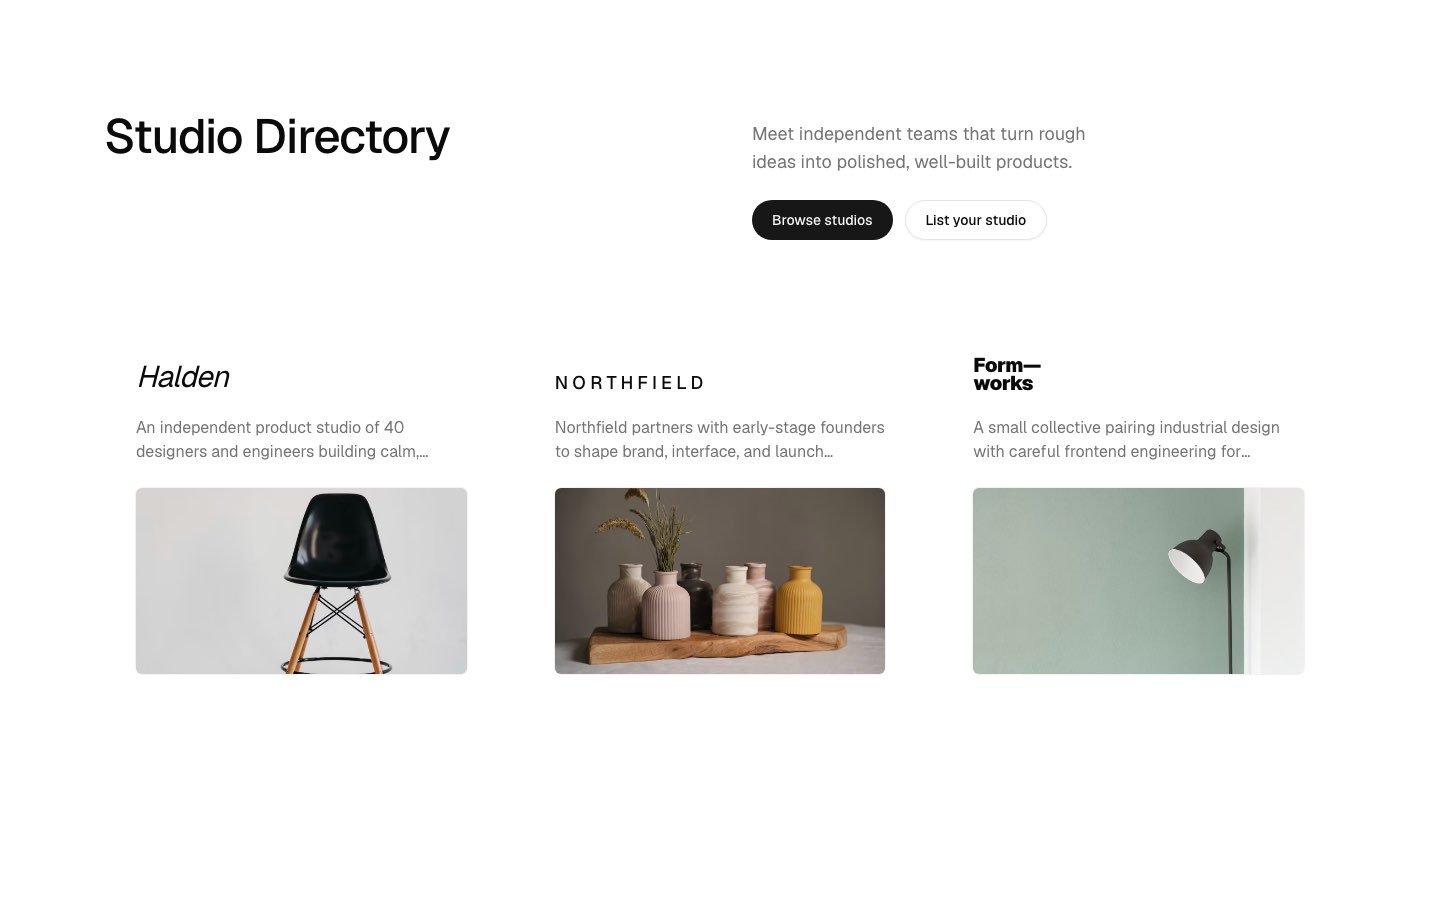 Studio Directory
Meet independent teams that turn rough
ideas into polished, well-built products.
Browse studios
List your studio
Halden
An independent product studio of 40
designers and engineers building calm,...
NORTHFIELD
Northfield partners with early-stage founders
to shape brand, interface, and launch...
Form—
works
A small collective pairing industrial design
with careful frontend engineering for...